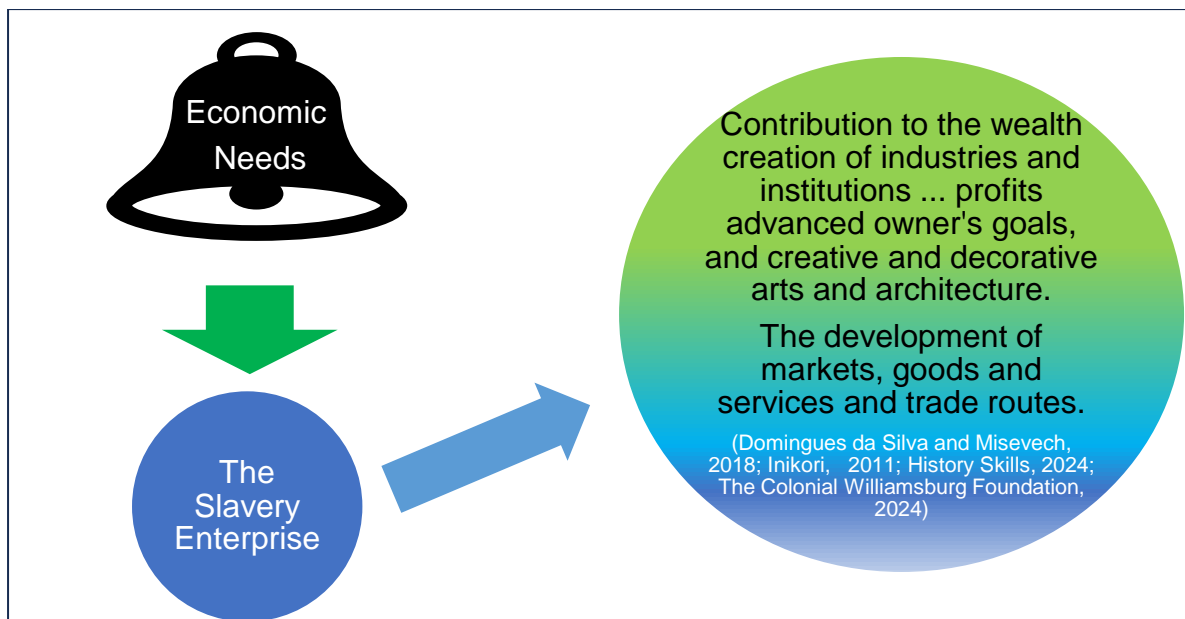 Economic
Needs
The
Slavery
Enterprise
Contribution to the wealth
creation of industries and
institutions ... profits
advanced owner's goals,
and creative and decorative
arts and architecture.
The development of
markets, goods and
services and trade routes.
(Domingues da Silva and Misevech,
2018; Inikori, 2011; History Skills, 2024;
The Colonial Williamsburg Foundation,
2024)